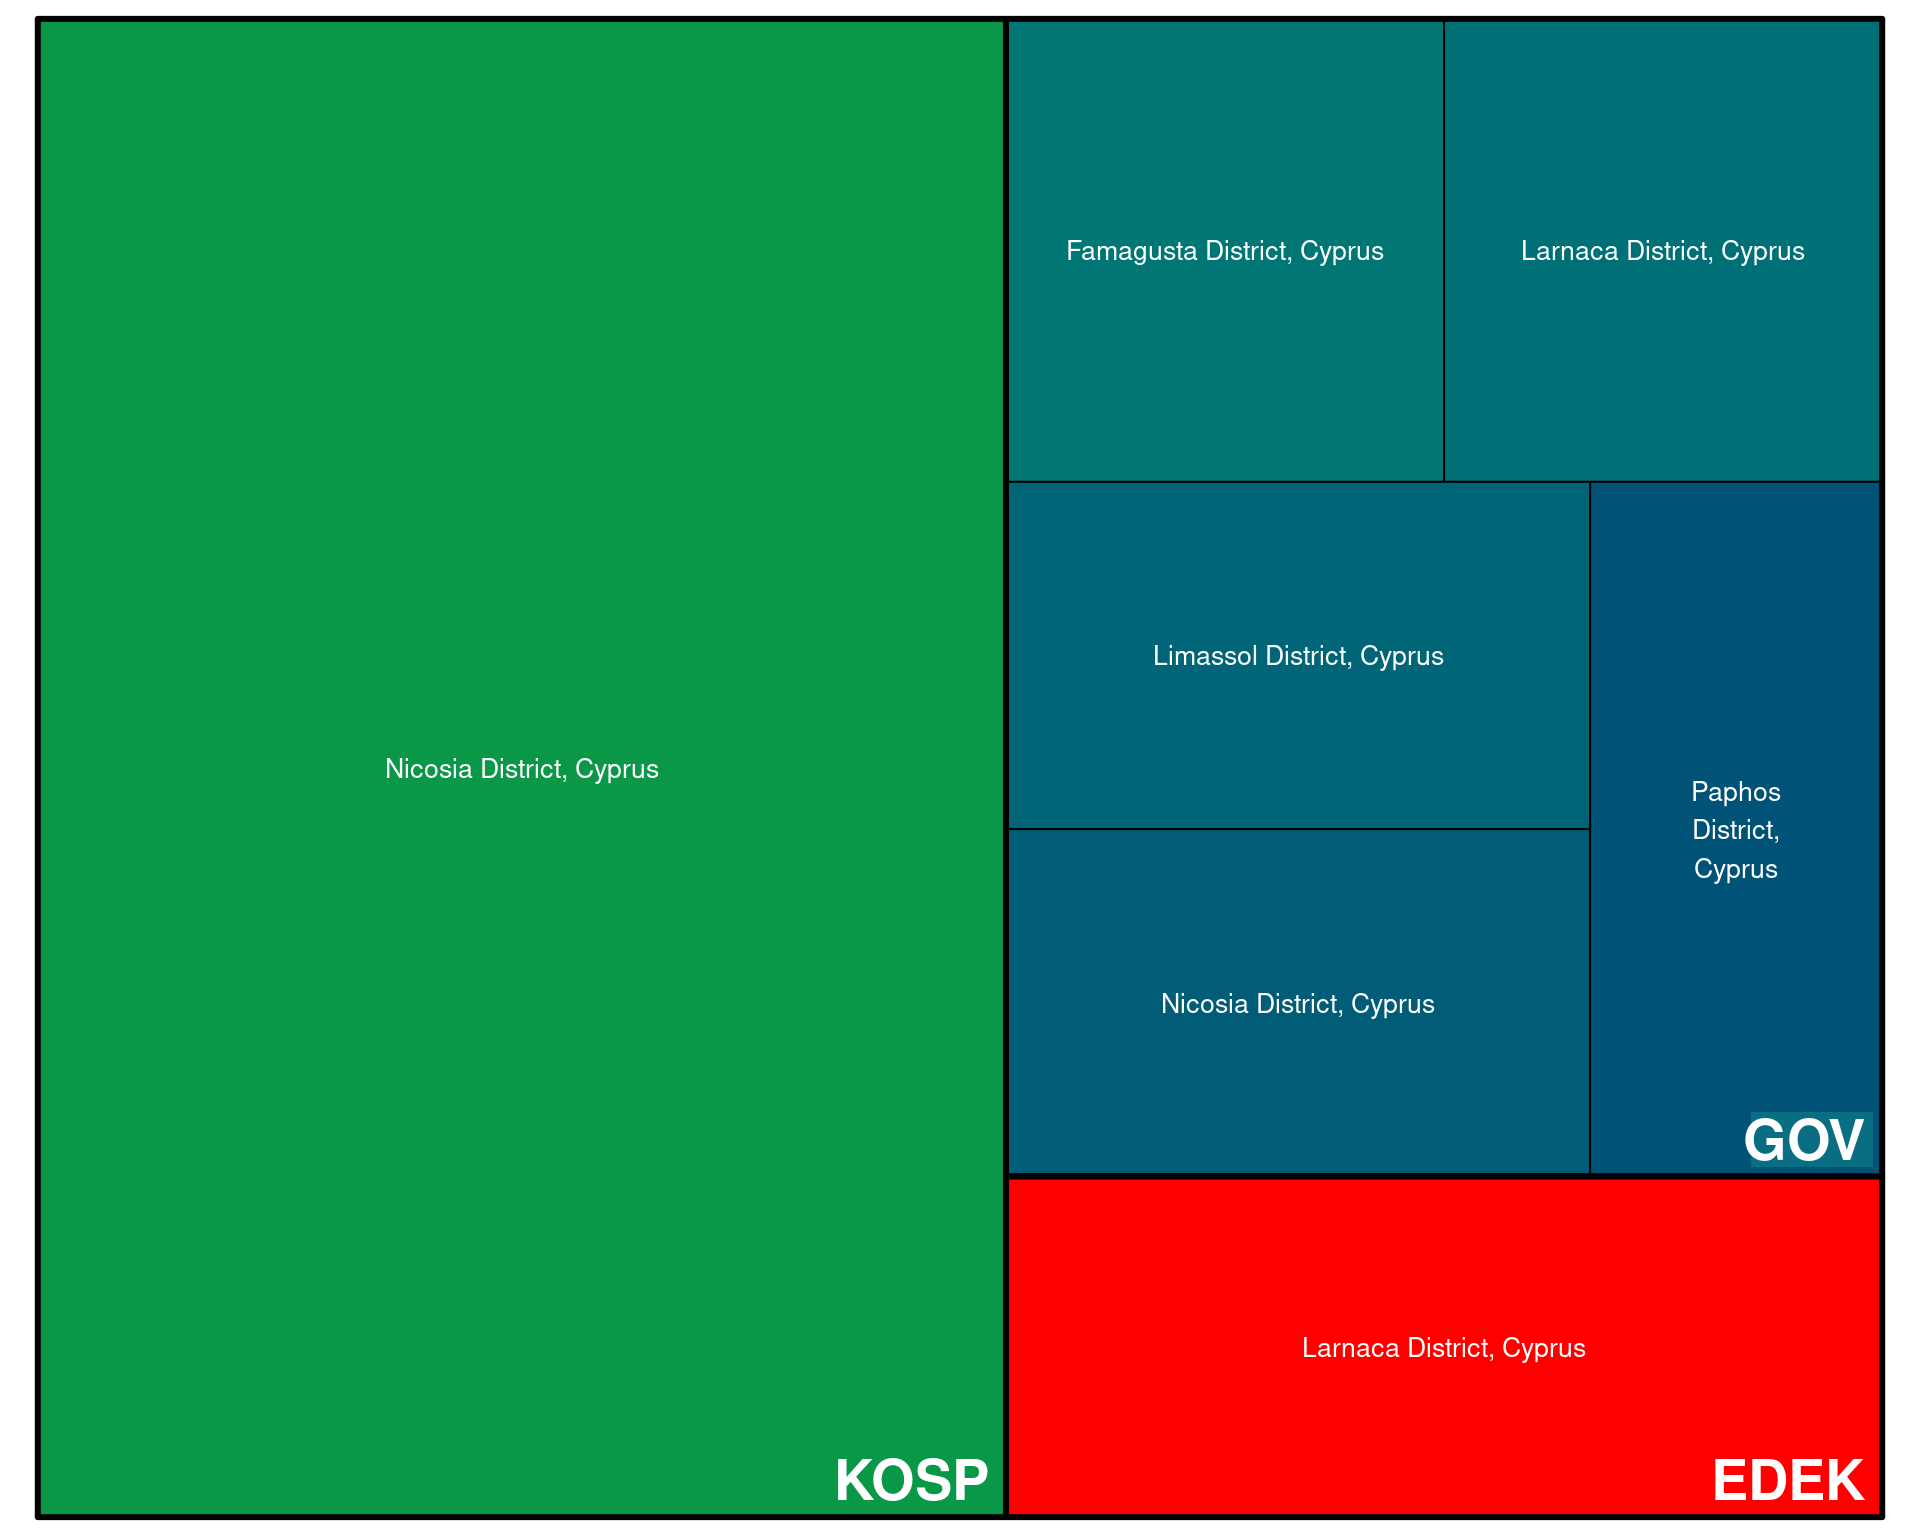 Famagusta District, Cyprus
Larnaca District, Cyprus
Limassol District, Cyprus
Nicosia District, Cyprus
Paphos
District,
Cyprus
Nicosia District, Cyprus
GOV
Larnaca District, Cyprus
KOSP
EDEK